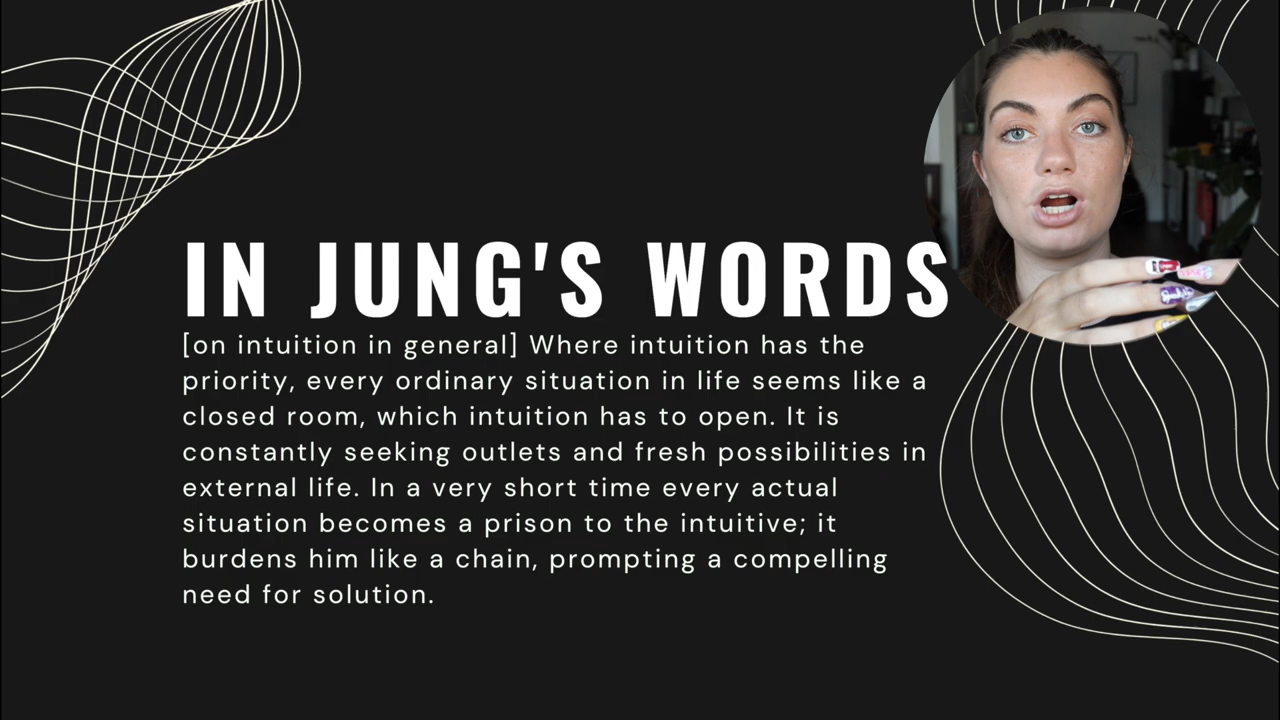 IN JUNG'S WORDS
[on intuition in general] Where intuition has the
priority, every ordinary situation in life seems like a
closed room, which intuition has to open. It is
constantly seeking outlets and fresh possibilities in
external life. In a very short time every actual
situation becomes a prison to the intuitive; it
burdens him like a chain, prompting a compelling
need for solution.